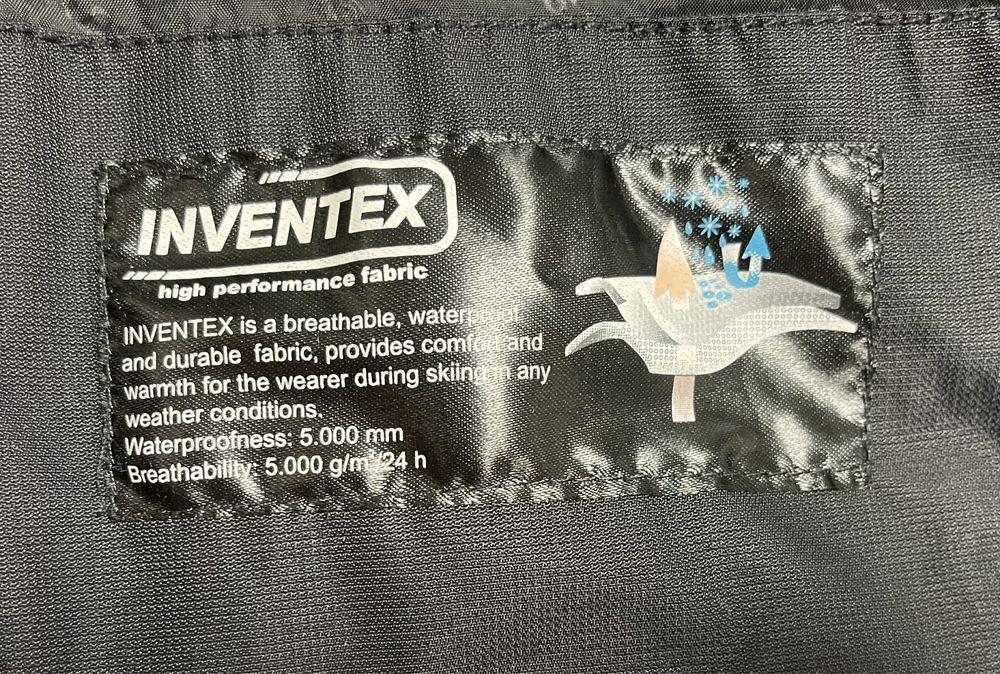 INVENTEX
high performance fabric
INVENTEX is a breathable, waterproof
and durable fabric, provides comfort and
warmth for the wearer during skiing in any
weather conditions.
Waterproofness: 5.000 mm
Breathability: 5.000 g/m²/24 h